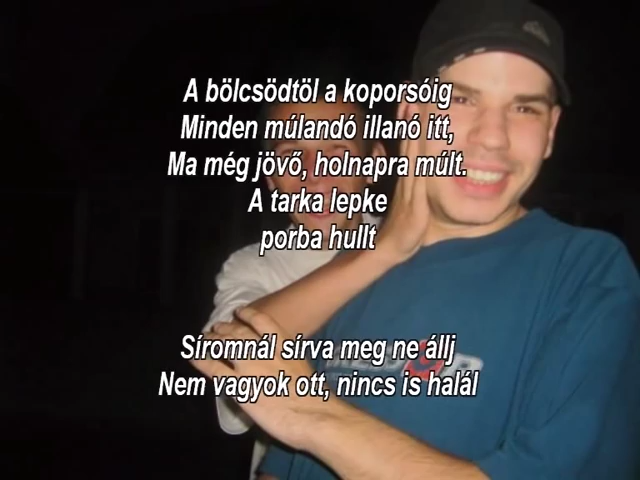 A bölcsödtöl a koporsóig
Minden múlandó illanó itt,
Ma még jövő, holnapra múlt.
A tarka lepke
porba hullt
Síromnál sírva meg ne állj
Nem vagyok ott, nincs is halál